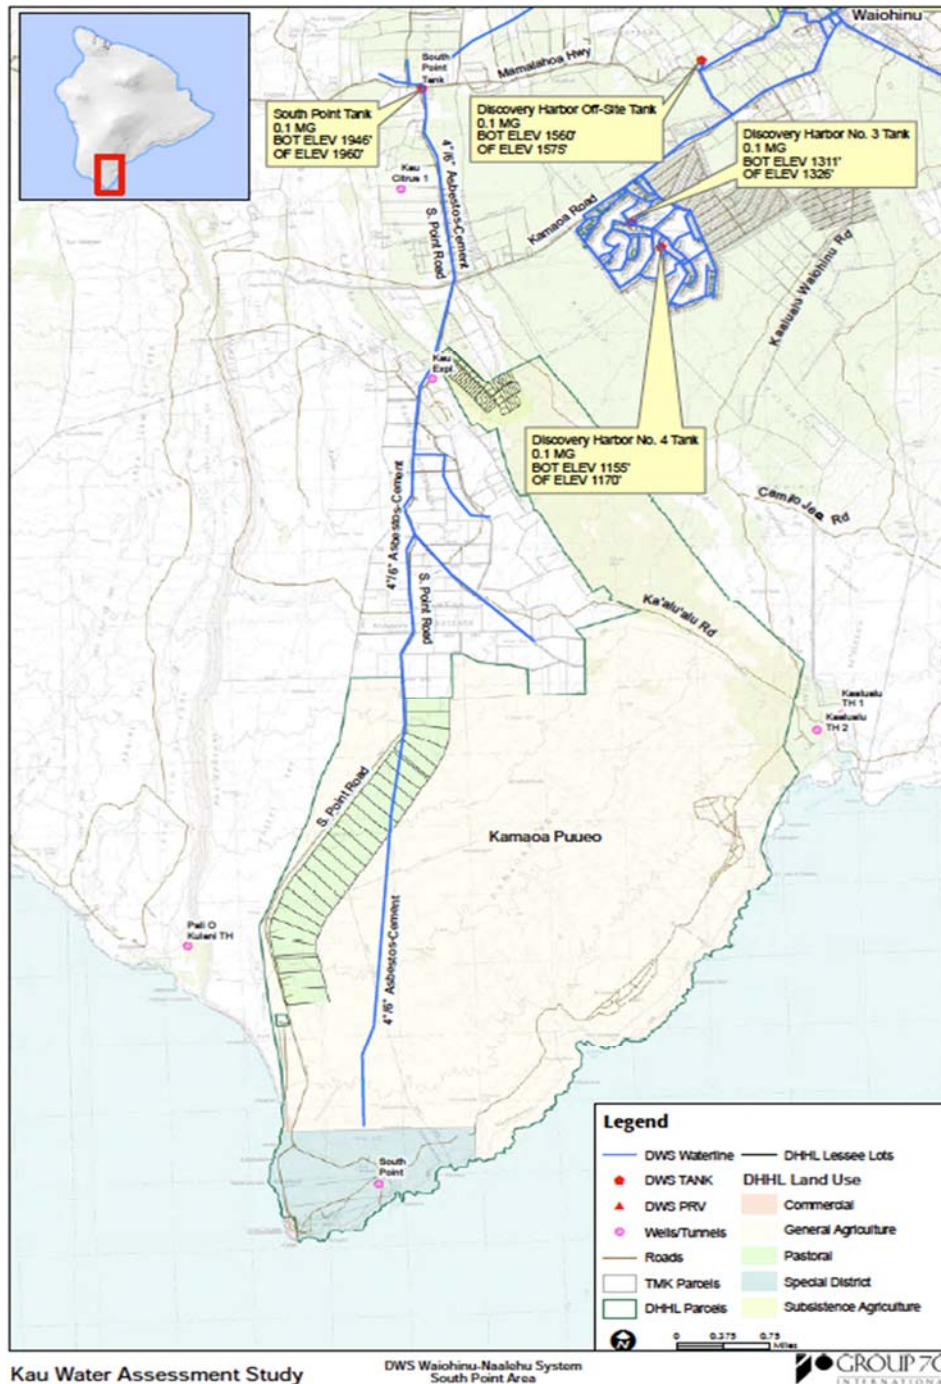 Waiohinu
South
Point
Tank
Mamalahoa Hwy
South Point Tank
0.1 MG
BOT ELEV 1946'
OF ELEV 1960'
Discovery Harbor Off-Site Tank
0.1 MG
BOT ELEV 1560'
OF ELEV 1575'
Discovery Harbor No. 3 Tank
0.1 MG
BOT ELEV 1311'
OF ELEV 1326'
Kau
Citrus 1
4"/6" Asbestos-Cement
S. Point Road
Kamaoa Road
Kaalualu Waiohinu Rd
Kau
Expl
Discovery Harbor No. 4 Tank
0.1 MG
BOT ELEV 1155'
OF ELEV 1170'
4"/6" Asbestos-Cement
S. Point Road
Ka'alu'alu Rd
Kaalualu
TH 1
Kaalualu
TH 2
S. Point Road
Kamaoa Puueo
Pali O
Kulani TH
4"/6" Asbestos-Cement
South
Point
Legend
DWS Waterline
DHHL Lessee Lots
DWS TANK
DHHL Land Use
DWS PRV
Commercial
Wells/Tunnels
General Agriculture
Roads
Pastoral
TMK Parcels
Special District
DHHL Parcels
Subsistence Agriculture
N
0 0.375 0.75
Miles
Kau Water Assessment Study
DWS Waiohinu-Naalehu System
South Point Area
GROUP 70
INTERNATIONAL